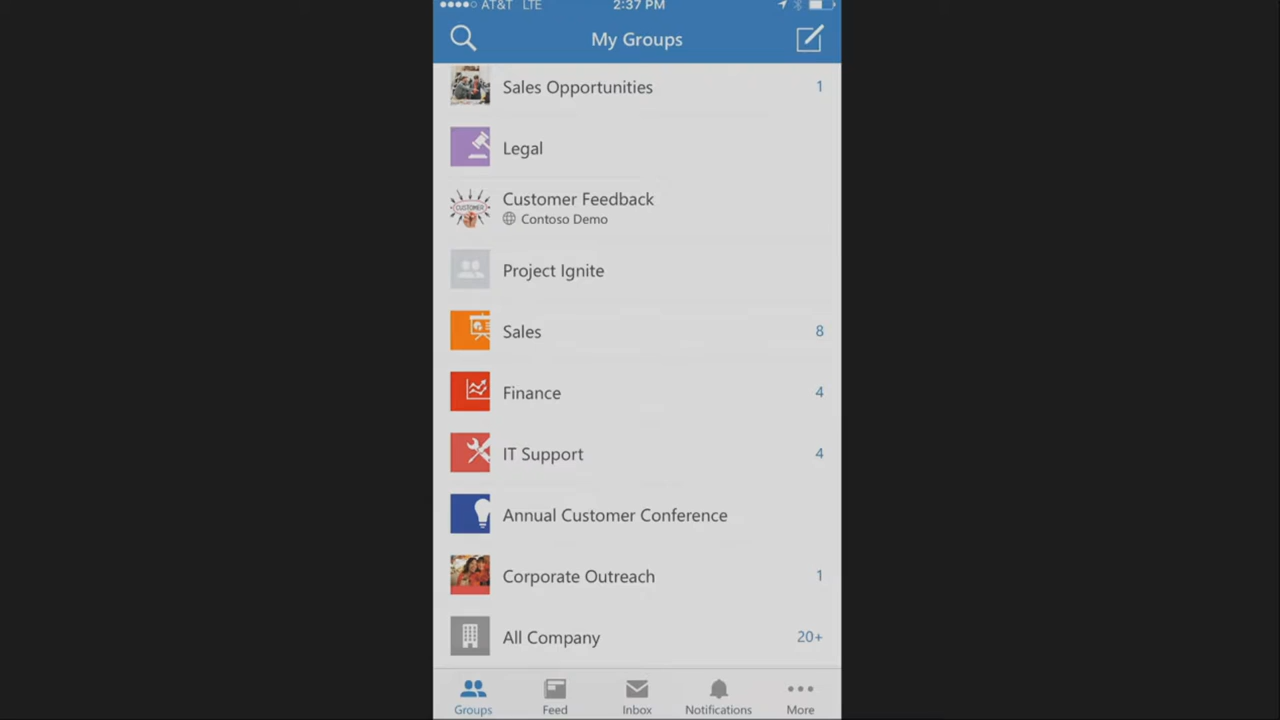 AT&T LTE 2:37 PM
My Groups
Sales Opportunities 1
Legal
CUSTOMER
Customer Feedback
Contoso Demo
Project Ignite
Sales 8
Finance 4
IT Support 4
Annual Customer Conference
Corporate Outreach 1
All Company 20+
Groups Feed Inbox Notifications More